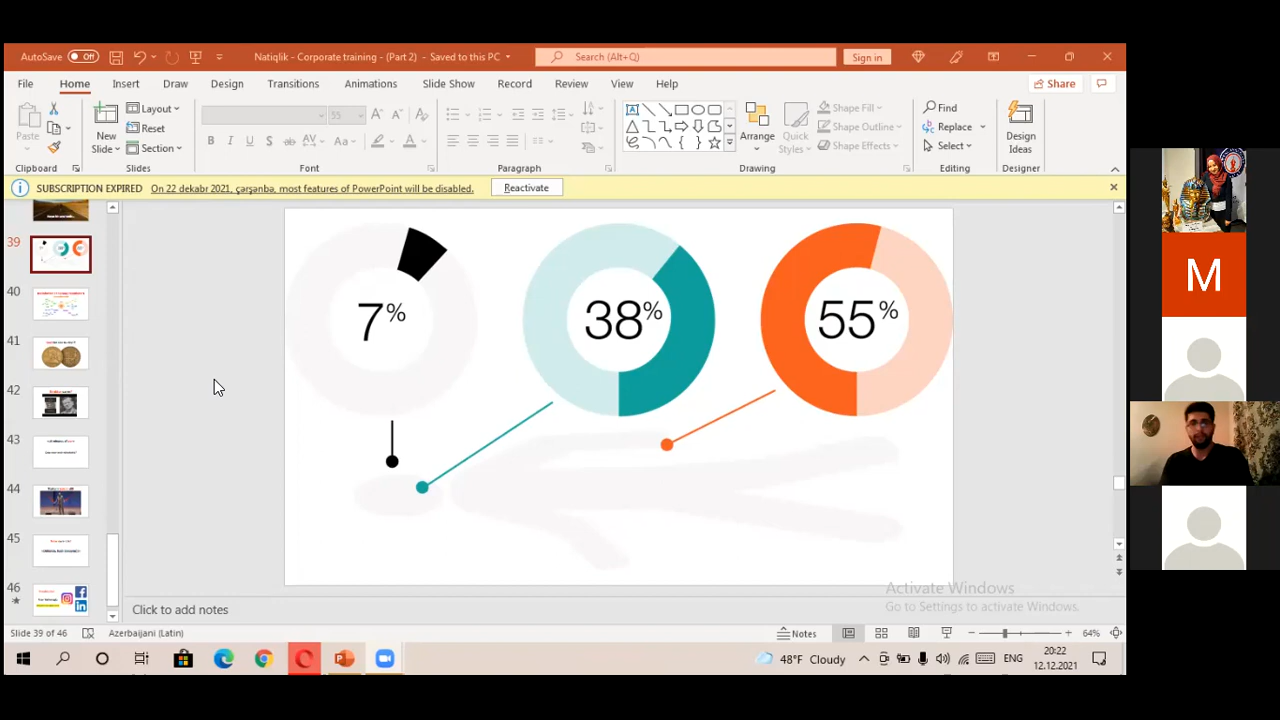 AutoSave Off Natiqlik - Corporate training - (Part 2) - Saved to this PC Search (Alt+Q) Sign in
File Home Insert Draw Design Transitions Animations Slide Show Record Review View Help Share
Paste
New Slide
Layout
Reset
Section
55
Aa
Arrange
Quick Styles
Shape Fill
Shape Outline
Shape Effects
Find
Replace
Select
Design Ideas
Clipboard Slides Font Paragraph Drawing Editing Designer
SUBSCRIPTION EXPIRED On 22 dekabr 2021, çərşənbə, most features of PowerPoint will be disabled. Reactivate
39
40
41
42
43
44
45
46
7%
38%
55%
M
Activate Windows
Go to Settings to activate Windows.
Click to add notes
Slide 39 of 46 Azerbaijani (Latin) Notes 64%
48°F Cloudy ENG 20:22
12.12.2021